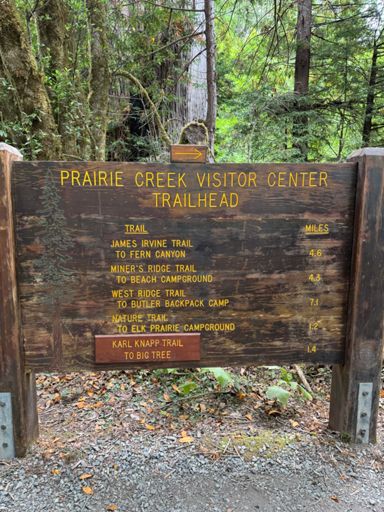 PRAIRIE CREEK VISITOR CENTER
TRAILHEAD
TRAIL MILES
JAMES IRVINE TRAIL
TO FERN CANYON 4.6
MINER'S RIDGE TRAIL
TO BEACH CAMPGROUND 4.3
WEST RIDGE TRAIL
TO BUTLER BACKPACK CAMP 7.1
NATURE TRAIL
TO ELK PRAIRIE CAMPGROUND 1.2
KARL KNAPP TRAIL
TO BIG TREE 1.4